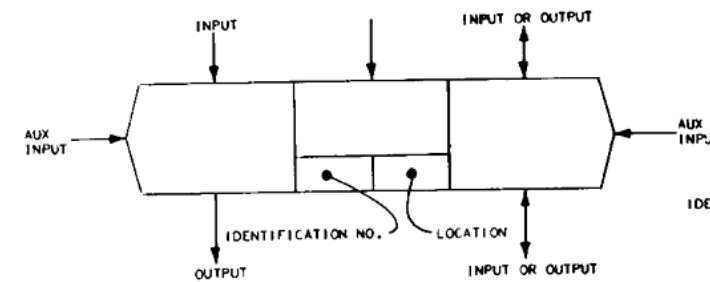 INPUT
INPUT OR OUTPUT
AUX
INPUT
AUX
IDENTIFICATION NO.
LOCATION
OUTPUT
INPUT OR OUTPUT